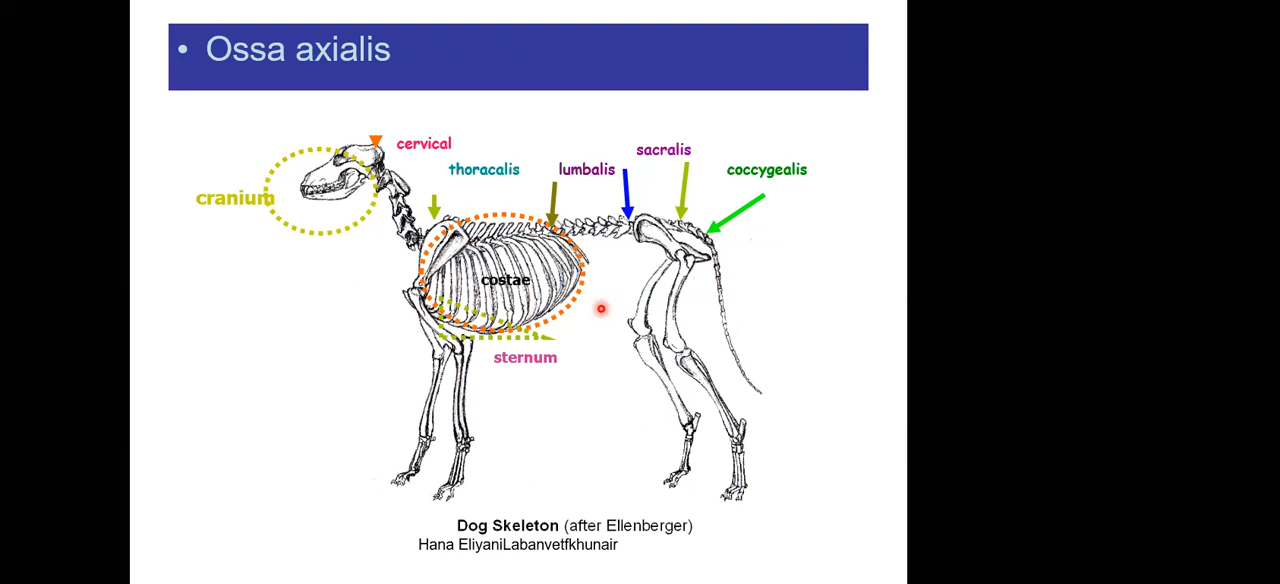 • Ossa axialis
cervical
sacralis
thoracalis
lumbalis
coccygealis
cranium
costae
sternum
Dog Skeleton (after Ellenberger)
Hana EliyaniLabanvetfkhunair